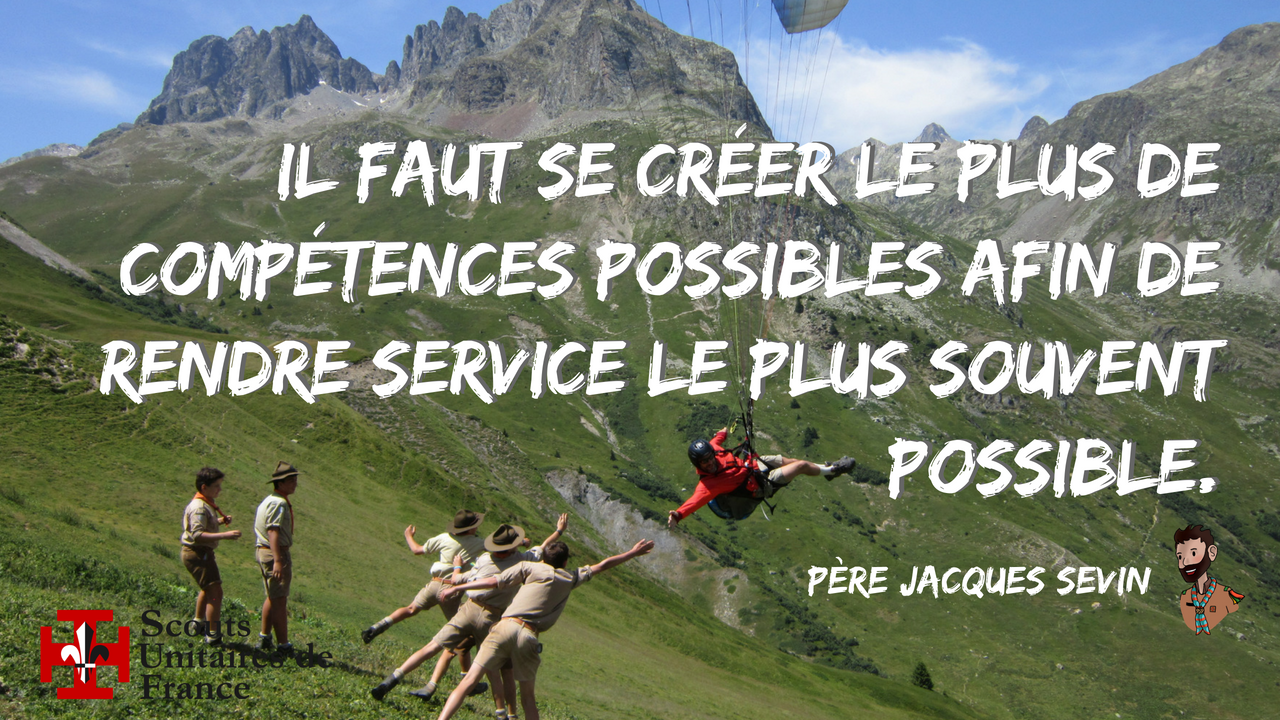 IL FAUT SE CRÉER LE PLUS DE
COMPÉTENCES POSSIBLES AFIN DE
RENDRE SERVICE LE PLUS SOUVENT
POSSIBLE.
PÈRE JACQUES SEVIN
Scouts
Unitaires de
France